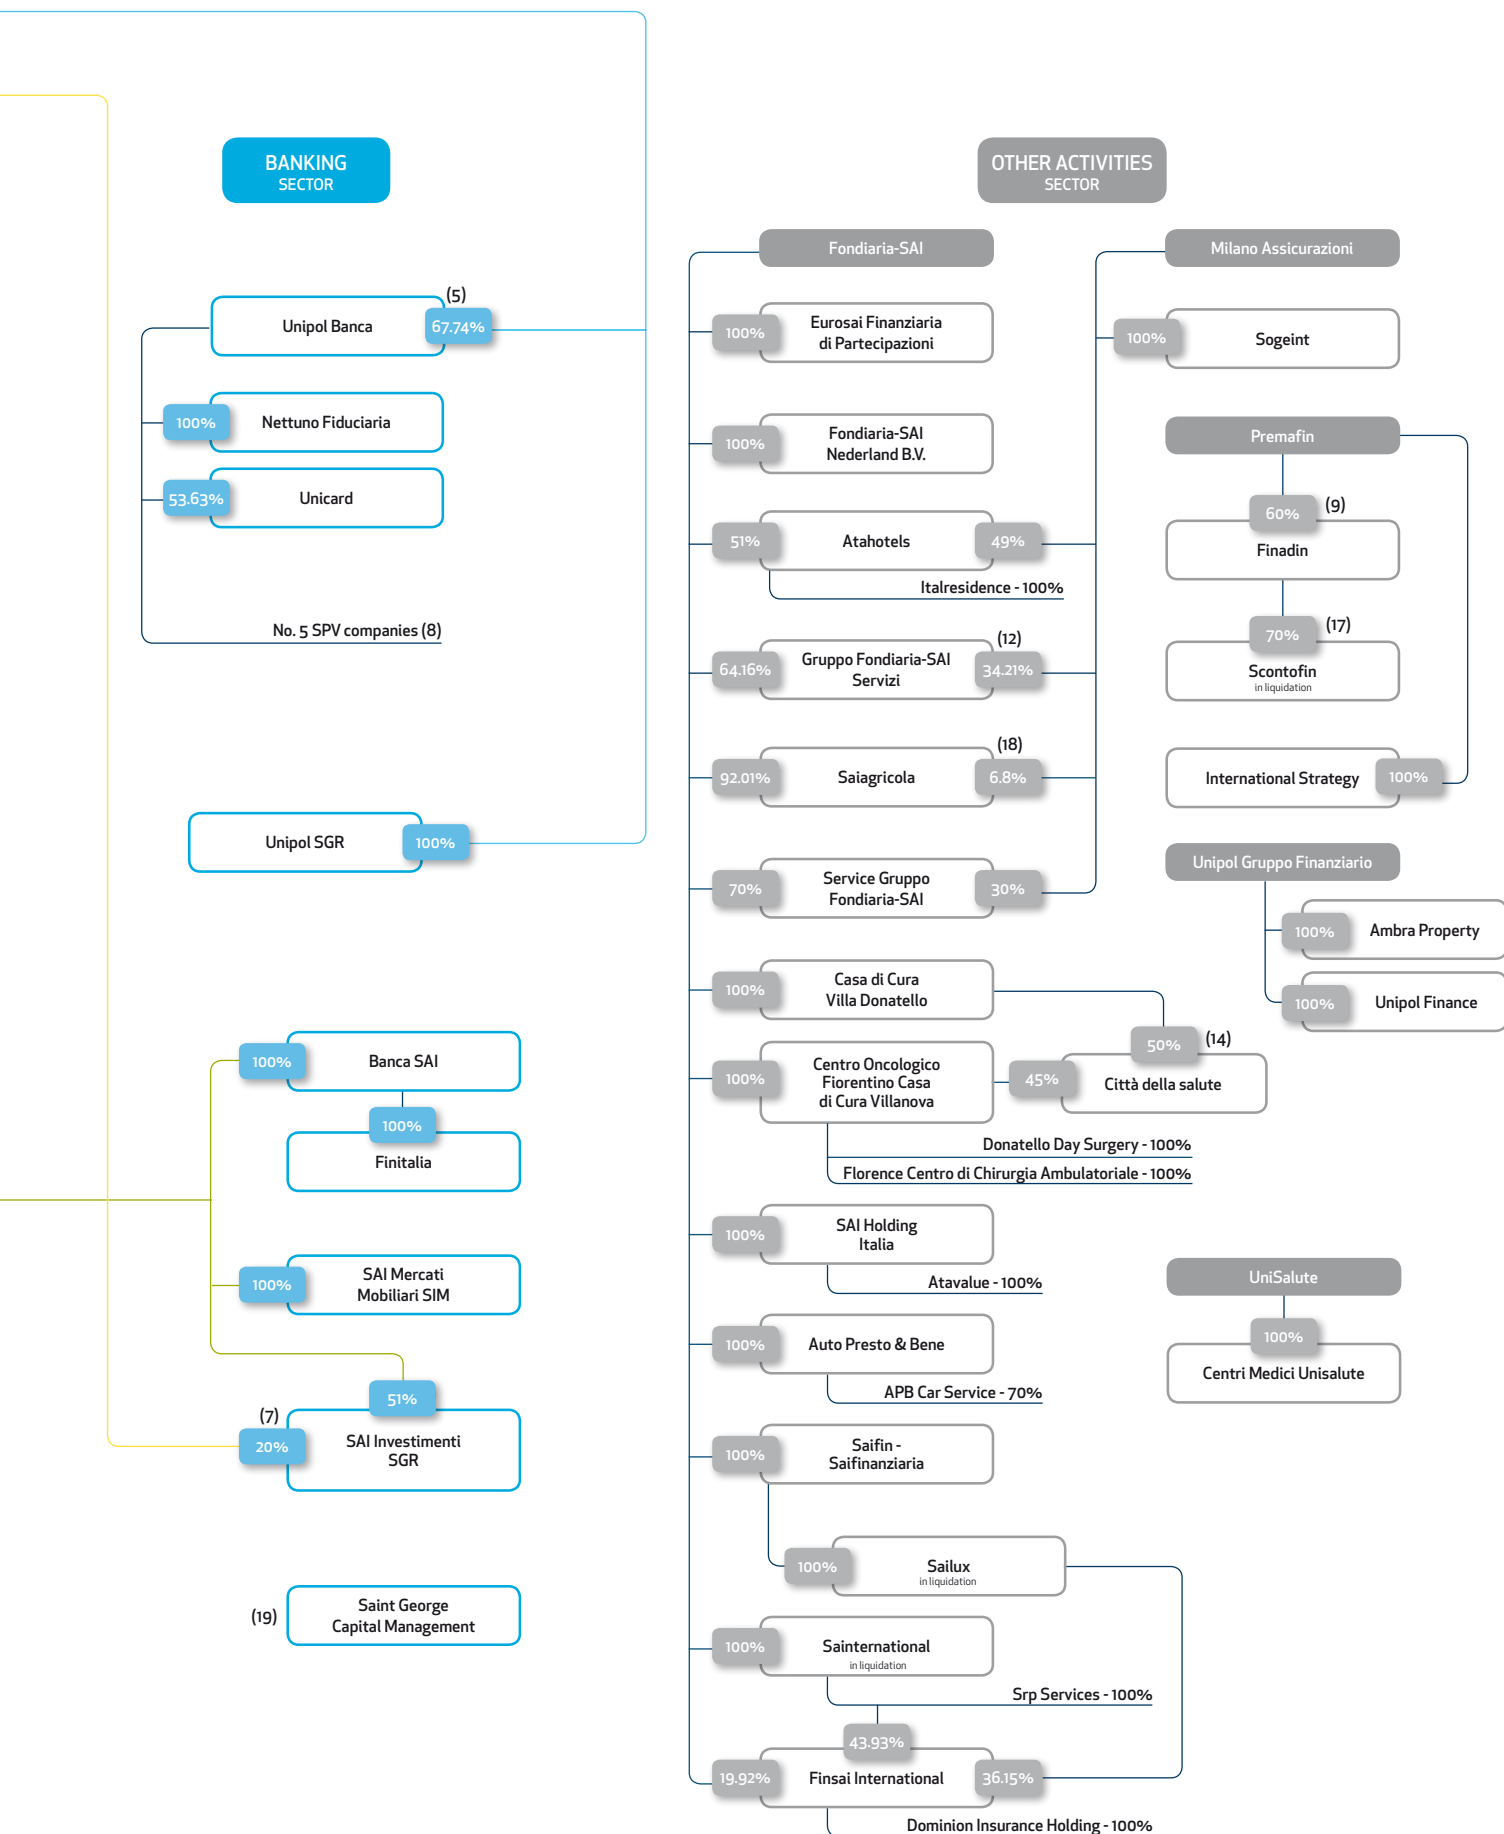 BANKING
SECTOR
(5)
Unipol Banca
67.74%
100%
Nettuno Fiduciaria
53.63%
Unicard
No. 5 SPV companies (8)
Unipol SGR
100%
100%
Banca SAI
100%
Finitalia
100%
SAI Mercati
Mobiliari SIM
51%
(7)
20%
SAI Investimenti
SGR
(19)
Saint George
Capital Management
OTHER ACTIVITIES
SECTOR
Fondiaria-SAI
100%
Eurosai Finanziaria
di Partecipazioni
100%
Fondiaria-SAI
Nederland B.V.
51%
Atahotels
49%
Italresidence - 100%
(12)
64.16%
Gruppo Fondiaria-SAI
Servizi
34.21%
(18)
92.01%
Saiagricola
6.8%
70%
Service Gruppo
Fondiaria-SAI
30%
100%
Casa di Cura
Villa Donatello
100%
Centro Oncologico
Fiorentino Casa
di Cura Villanova
45%
50%
(14)
Città della salute
Donatello Day Surgery - 100%
Florence Centro di Chirurgia Ambulatoriale - 100%
100%
SAI Holding
Italia
Atavalue - 100%
100%
Auto Presto & Bene
APB Car Service - 70%
100%
Saifin -
Saifinanziaria
100%
Sailux
in liquidation
100%
Sainternational
in liquidation
Srp Services - 100%
43.93%
19.92%
Finsai International
36.15%
Dominion Insurance Holding - 100%
Milano Assicurazioni
100%
Sogeint
Premafin
60%
(9)
Finadin
70%
(17)
Scontofin
in liquidation
International Strategy
100%
Unipol Gruppo Finanziario
100%
Ambra Property
100%
Unipol Finance
UniSalute
100%
Centri Medici Unisalute